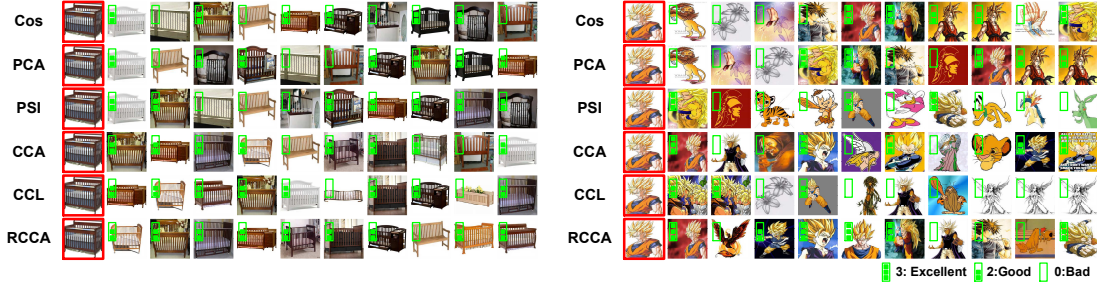 Cos Cos
PCA PCA
PSI PSI
CCA CCA
CCL CCL
RCCA RCCA
3: Excellent 2:Good 0:Bad